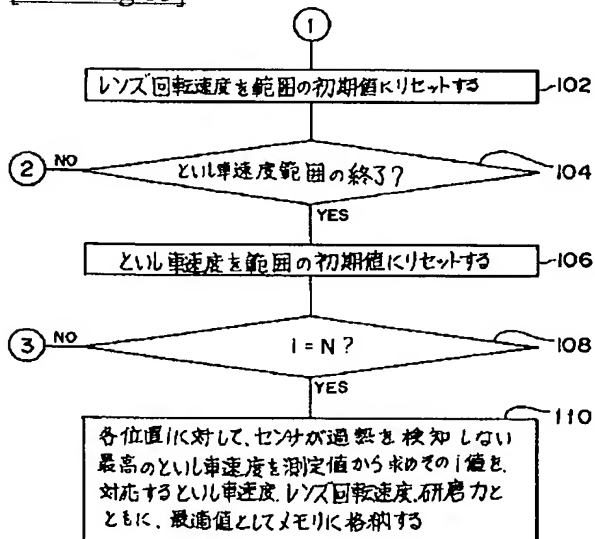 1
レンズ回転速度を範囲の初期値にリセットする
102
2
NO
といし車速度範囲の終了?
104
YES
といし車速度を範囲の初期値にリセットする
106
3
NO
i = N ?
108
YES
110
各位置iに対して、センサが過熱を検知しない
最高のといし車速度を測定値から求めそのi値を、
対応するといし車速度、レンズ回転速度、研磨力と
ともに、最適値としてメモリに格納する